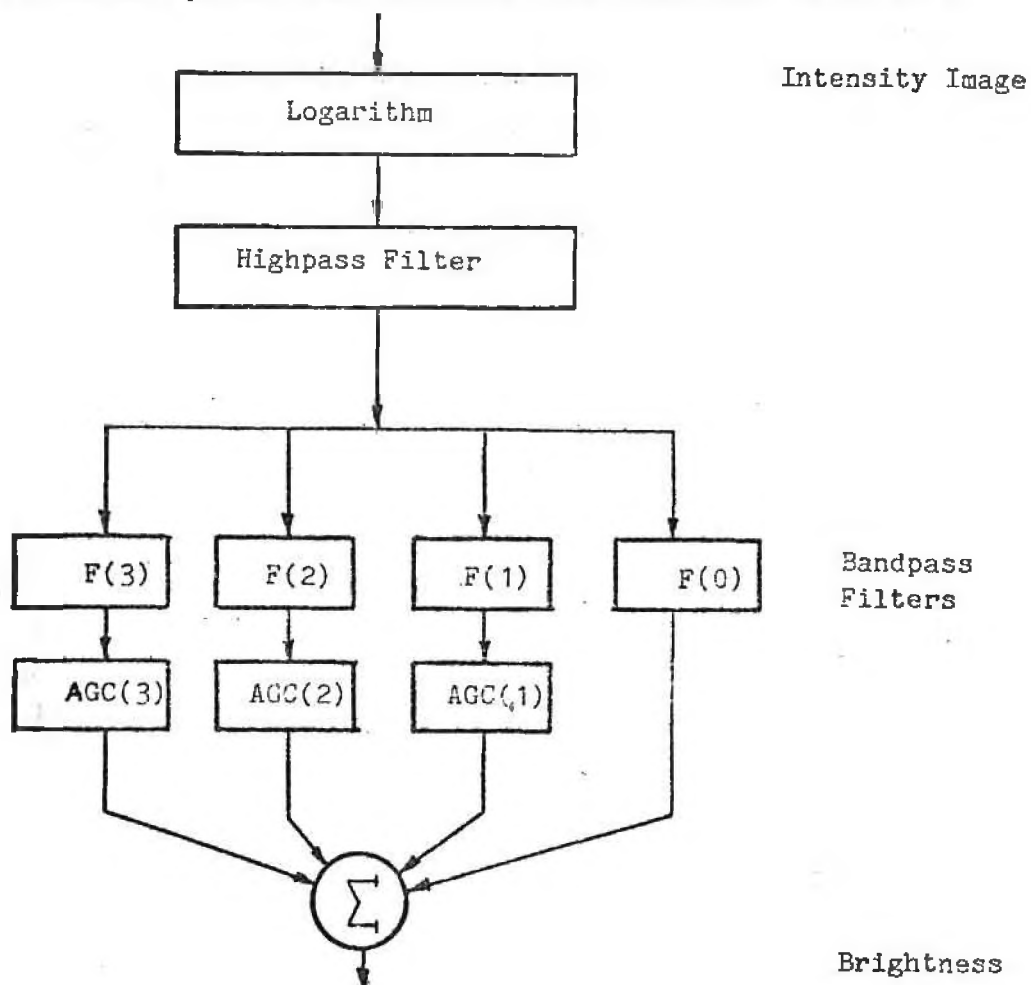 Intensity Image
Logarithm
Highpass Filter
F(3) F(2) F(1) F(0)
Bandpass
Filters
AGC(3) AGC(2) AGC(1)
Σ
Brightness